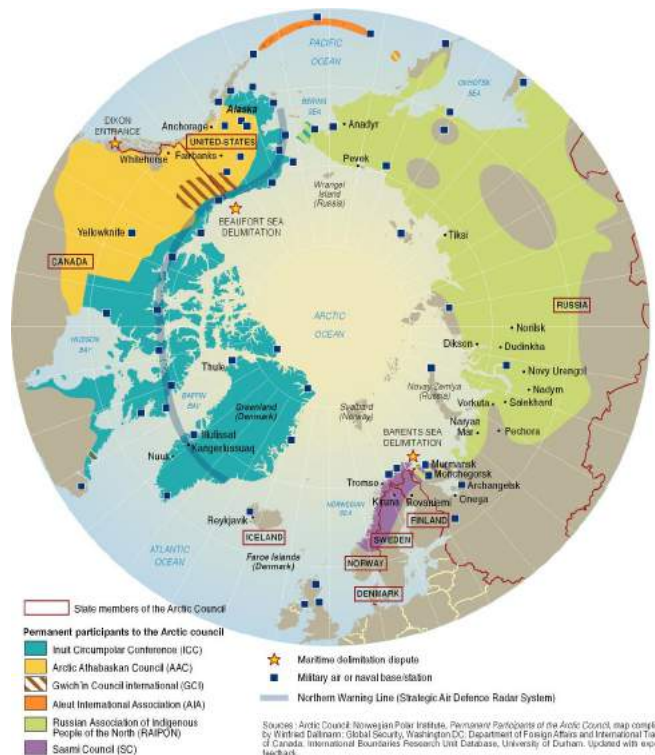 PACIFIC
OCEAN
OKHOTSK
SEA
BERING
SEA
Alaska
DIXON
ENTRANCE
Anchorage
UNITED-STATES
Whitehorse
Fairbanks
Anadyr
Pevek
Wrangel
Island
(Russia)
BEAUFORT SEA
DELIMITATION
Yellowknife
CANADA
Tiksi
ARCTIC
OCEAN
RUSSIA
HUDSON
BAY
Norilsk
Dikson
Dudinkha
Thule
Novy Urengoi
BAFFIN
BAY
Novaya Zemlya
(Russia)
Nadym
Greenland
(Denmark)
Svalbard
(Norway)
Vorkuta
Salekhard
BARENTS SEA
DELIMITATION
Naryan
Mar
Pechora
Ilulissat
Kangerlussuaq
Nuuk
Murmansk
Monchegorsk
Tromsø
Archangelsk
Kiruna
Rovaniemi
Onega
NORWEGIAN
SEA
Reykjavik
FINLAND
ICELAND
SWEDEN
ATLANTIC
OCEAN
Faroe Islands
(Denmark)
NORWAY
DENMARK
State members of the Arctic Council
Permanent participants to the Arctic council
Inuit Circumpolar Conference (ICC)
Arctic Athabaskan Council (AAC)
Gwich'in Council international (GCI)
Aleut International Association (AIA)
Russian Association of Indigenous
People of the North (RAIPON)
Saami Council (SC)
Maritime delimitation dispute
Military air or naval base/station
Northern Warning Line (Strategic Air Defence Radar System)
Sources : Arctic Council; Norwegian Polar Institute, Permanent Participants of the Arctic Council, map compil
by Winfried Dallmann; Global Security, Washington DC; Department of Foreign Affairs and International Tra
of Canada; International Boundaries Research Unit Database, University of Durham. Updated with exp
feedback.